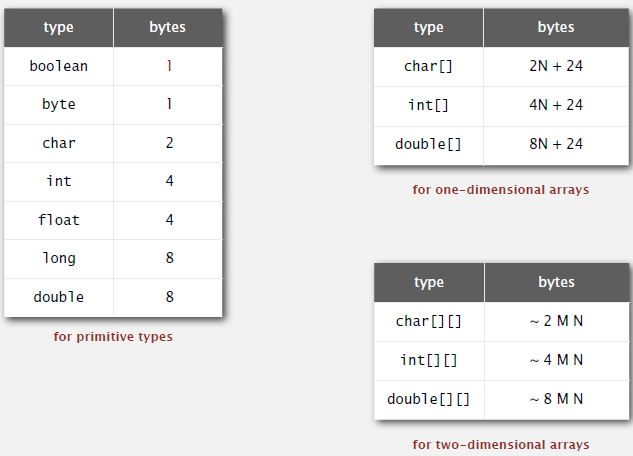 type bytes
boolean 1
byte 1
char 2
int 4
float 4
long 8
double 8
for primitive types
type bytes
char[] 2N + 24
int[] 4N + 24
double[] 8N + 24
for one-dimensional arrays
type bytes
char[][] ~ 2 M N
int[][] ~ 4 M N
double[][] ~ 8 M N
for two-dimensional arrays